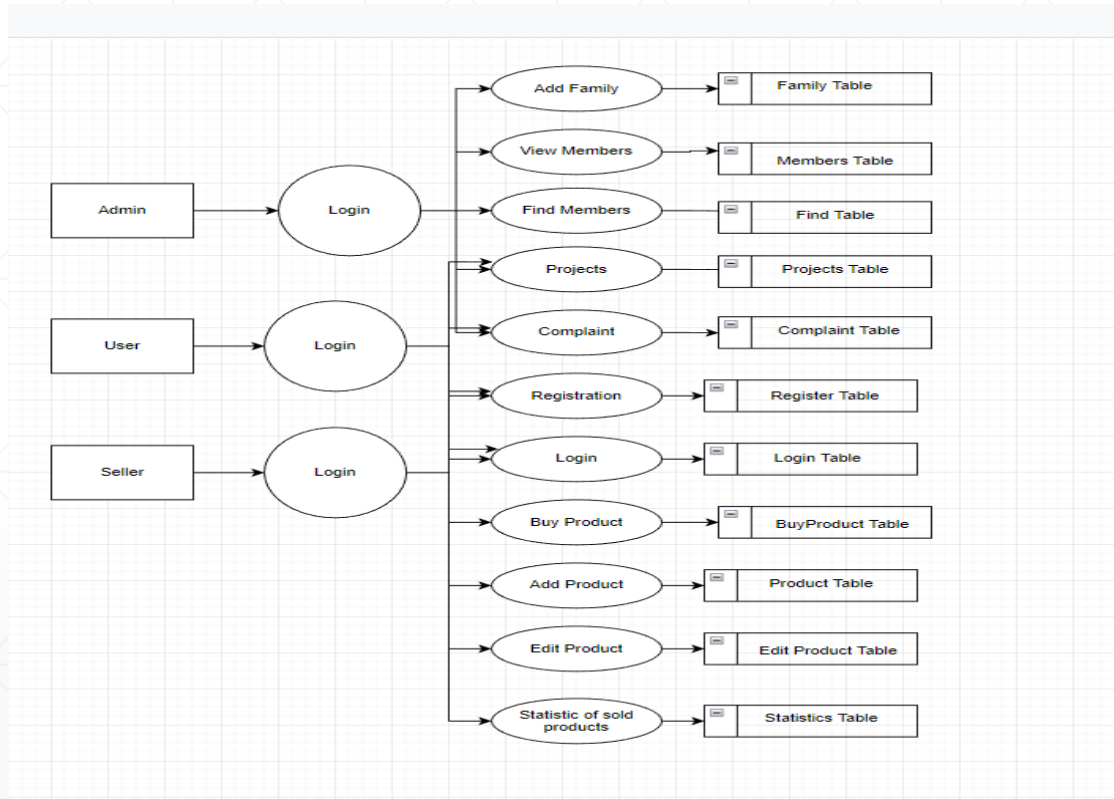 Add Family
Family Table
View Members
Members Table
Admin
Login
Find Members
Find Table
Projects
Projects Table
User
Login
Complaint
Complaint Table
Registration
Register Table
Seller
Login
Login
Login Table
Buy Product
BuyProduct Table
Add Product
Product Table
Edit Product
Edit Product Table
Statistic of sold
products
Statistics Table